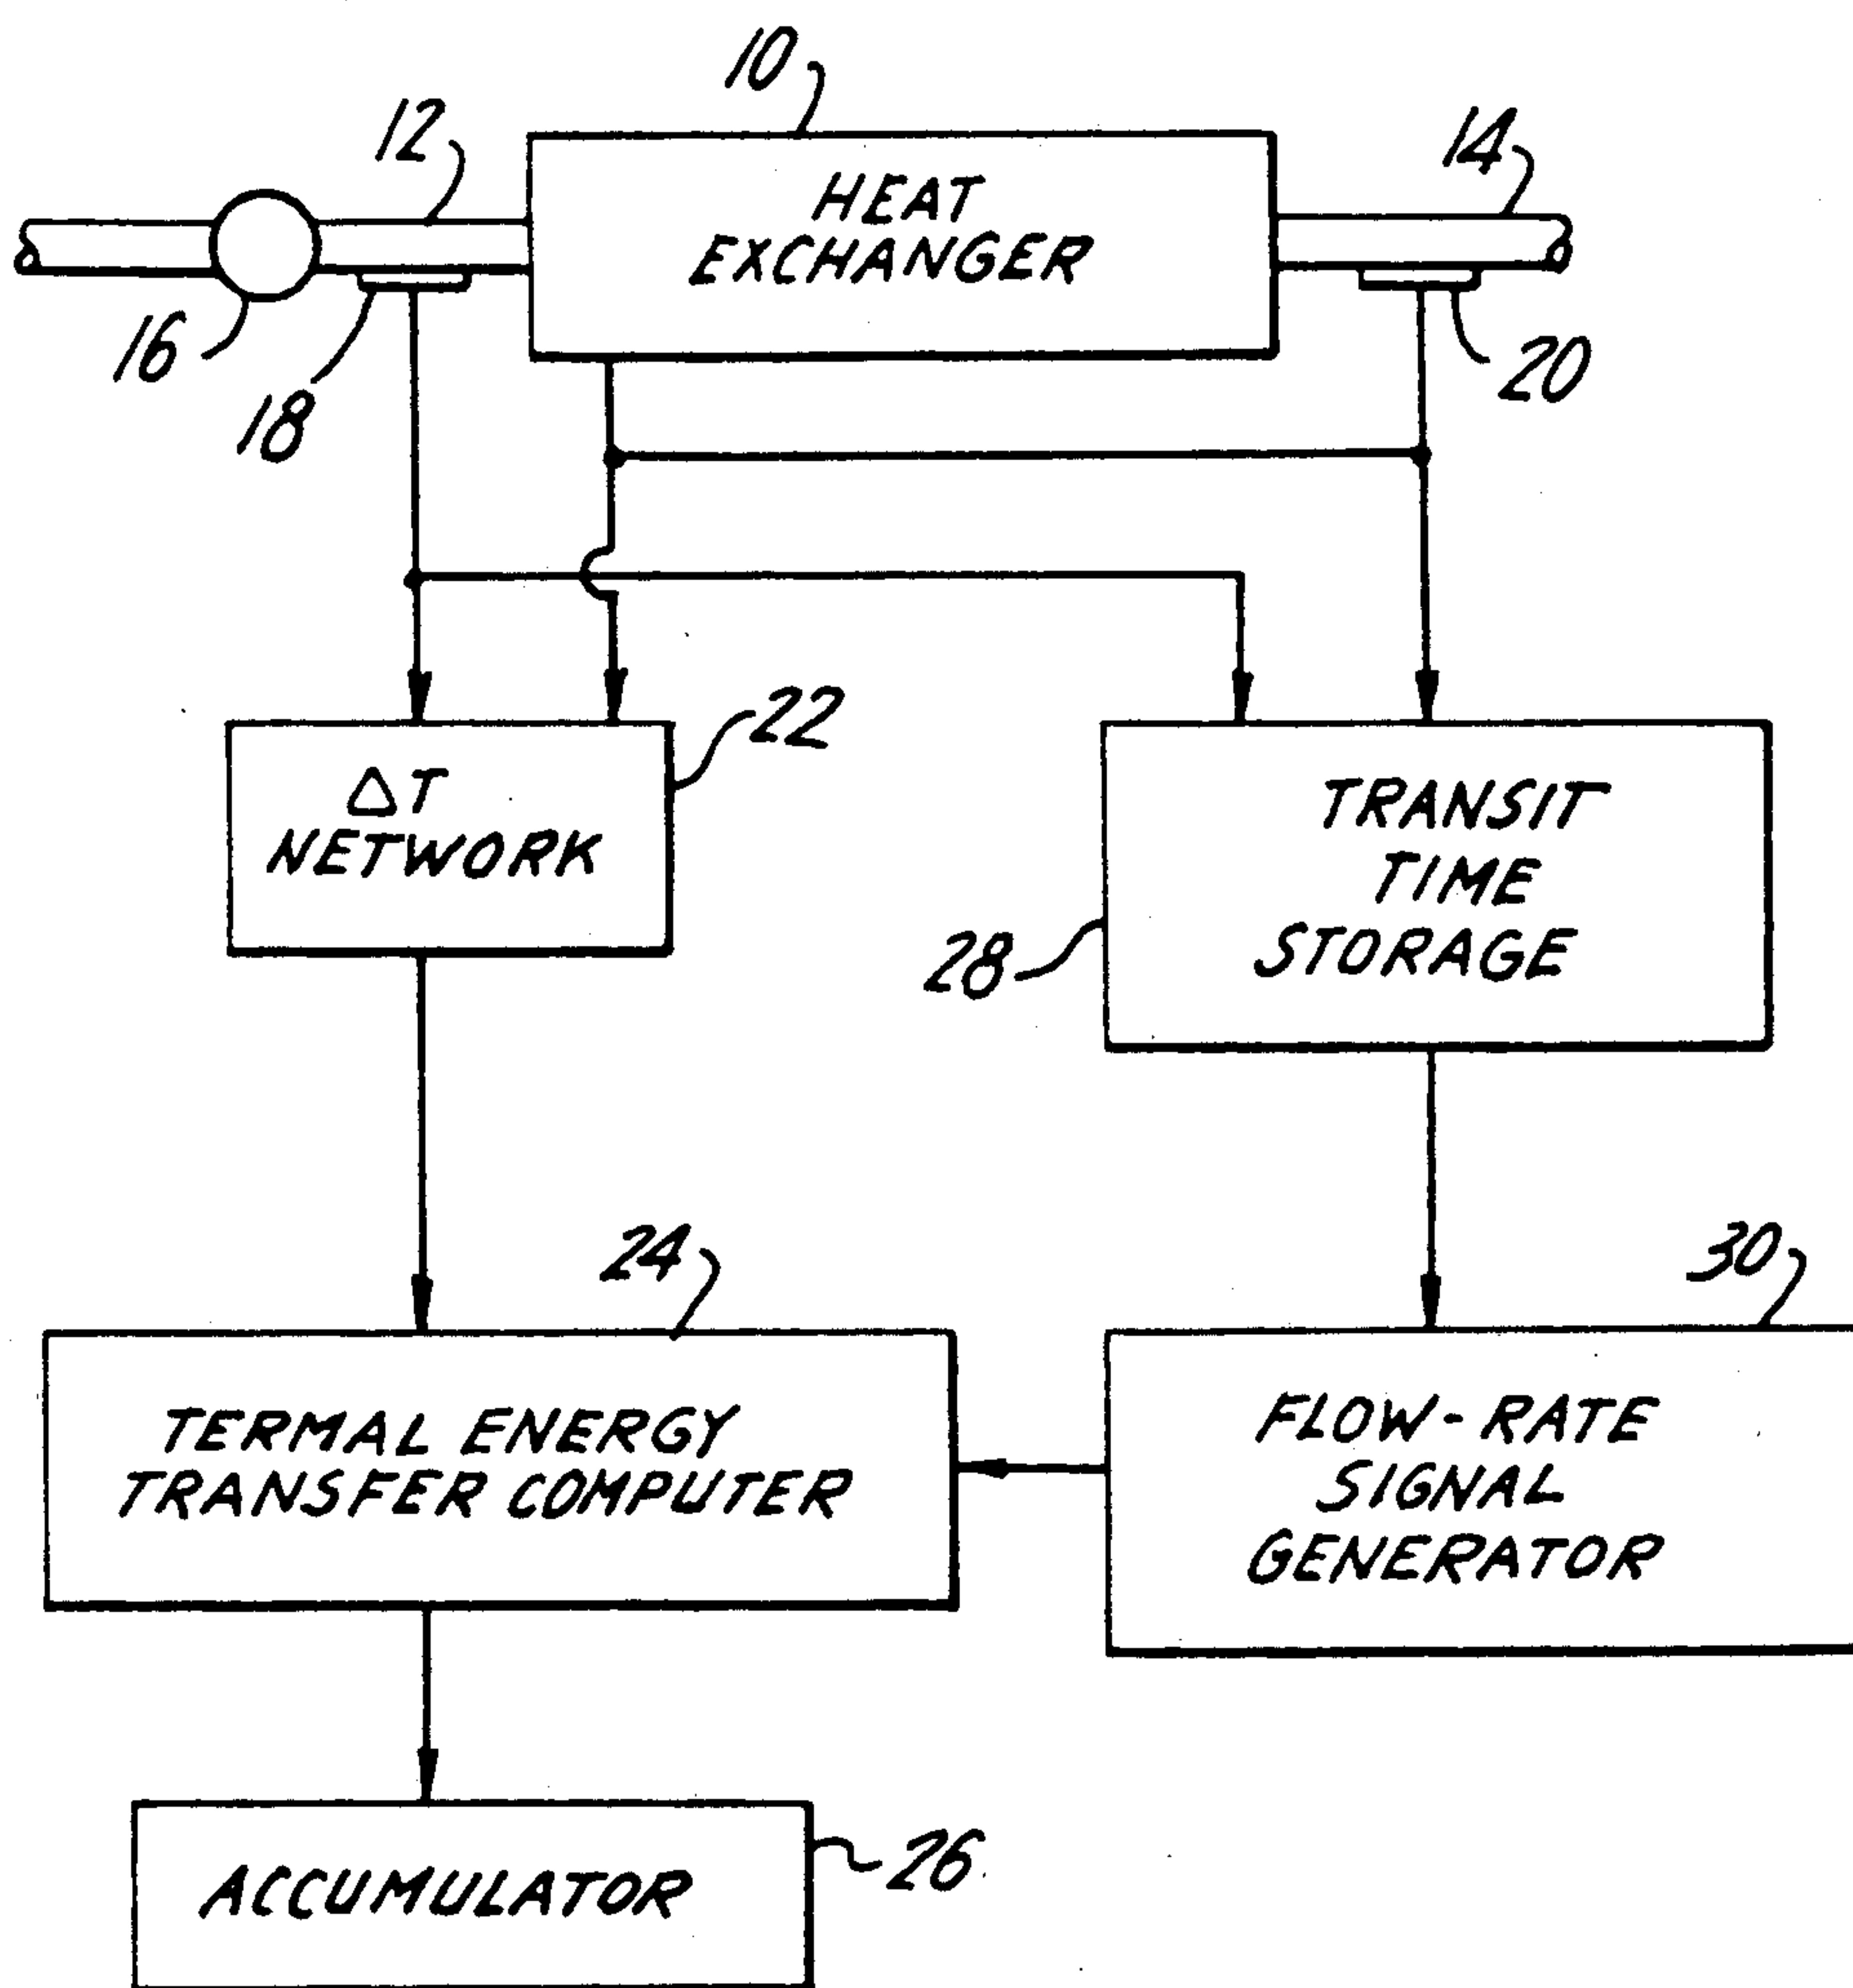 10
12
14
HEAT
EXCHANGER
16
18
20
22
ΔT
NETWORK
TRANSIT
TIME
STORAGE
28
24
30
TERMAL ENERGY
TRANSFER COMPUTER
FLOW-RATE
SIGNAL
GENERATOR
ACCUMULATOR
26